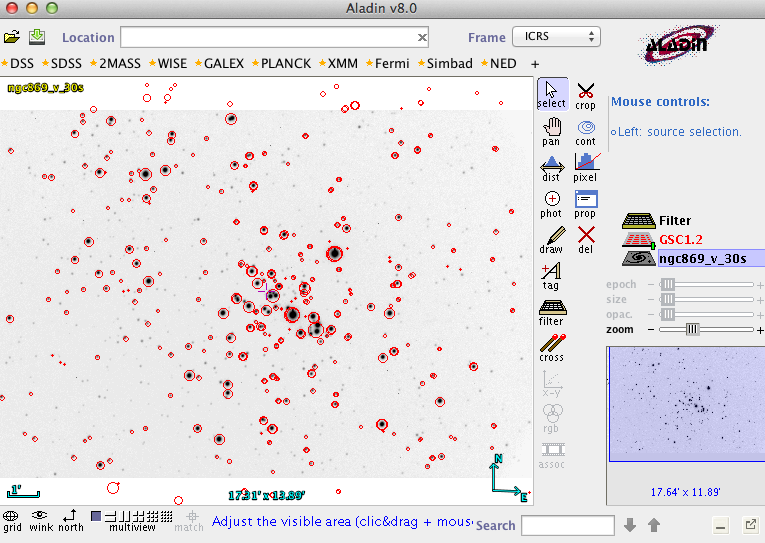 Aladin v8.0
Location
Frame ICRS
ALADIN
DSS SDSS 2MASS WISE GALEX PLANCK XMM Fermi Simbad NED +
ngc869_v_30s
select crop
pan cont
dist pixel
phot prop
draw del
tag
filter
cross
x-y
rgb
assoc
Mouse controls:
Left: source selection.
Filter
GSC1.2
ngc869_v_30s
epoch - +
size - +
opac. - +
zoom - +
17.64' x 11.89'
1'
17.31' x 13.89'
N
E
grid wink north multiview match
Adjust the visible area (clic&drag + mous
Search